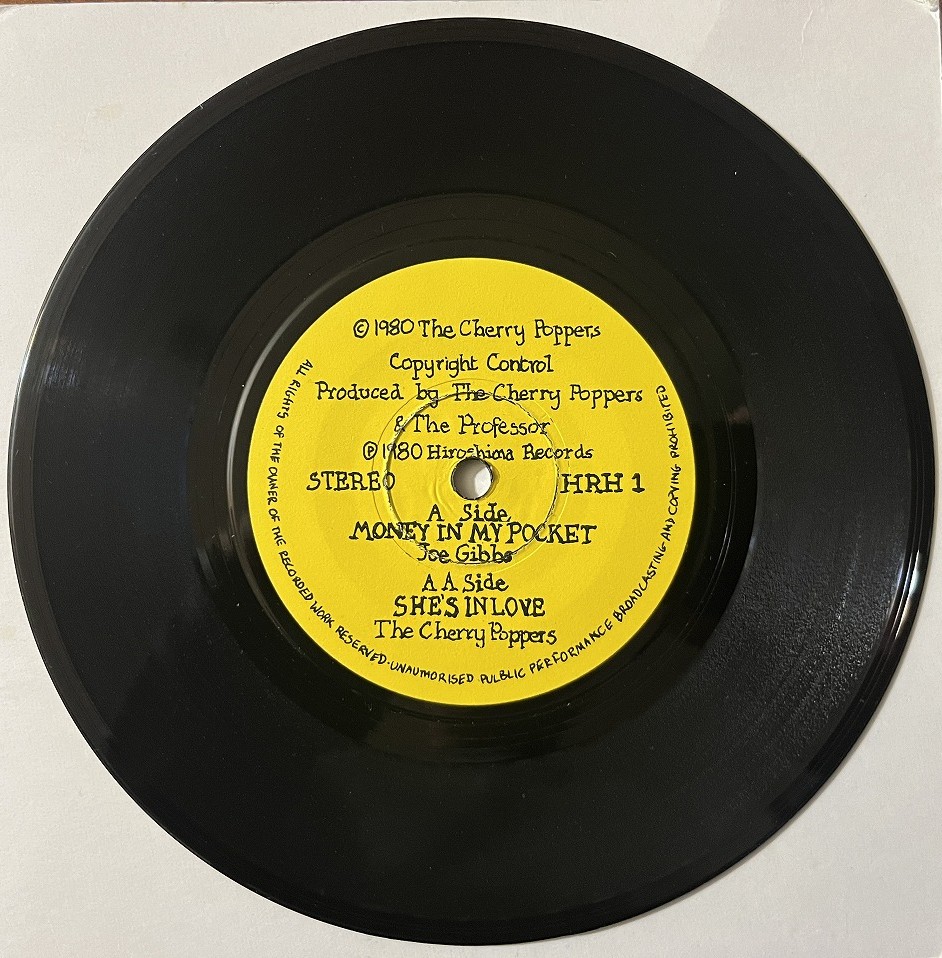 © 1980 The Cherry Poppers
Copyright Control
Produced by The Cherry Poppers
& The Professor
℗ 1980 Hiroshima Records
STEREO HRH 1
A Side
MONEY IN MY POCKET
Joe Gibbs
A A Side
SHE'S IN LOVE
The Cherry Poppers
ALL RIGHTS OF THE OWNER OF THE RECORDED WORK RESERVED-UNAUTHORISED PULBLIC PERFORMANCE BROADCASTING-AND COPYING PROHIBITED